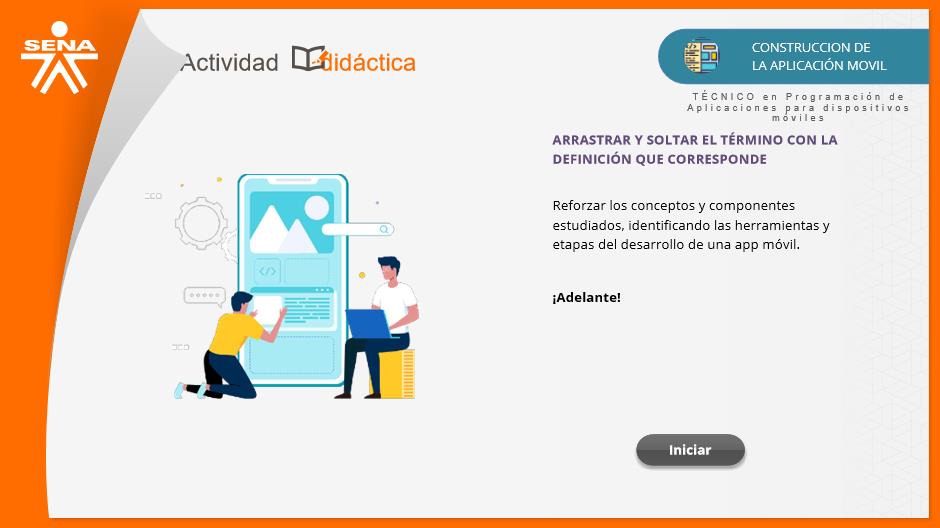 SENA
Actividad didáctica
CONSTRUCCION DE
LA APLICACIÓN MOVIL
TÉCNICO en Programación de
Aplicaciones para dispositivos
móviles
ARRASTRAR Y SOLTAR EL TÉRMINO CON LA
DEFINICIÓN QUE CORRESPONDE
Reforzar los conceptos y componentes
estudiados, identificando las herramientas y
etapas del desarrollo de una app móvil.
¡Adelante!
Iniciar